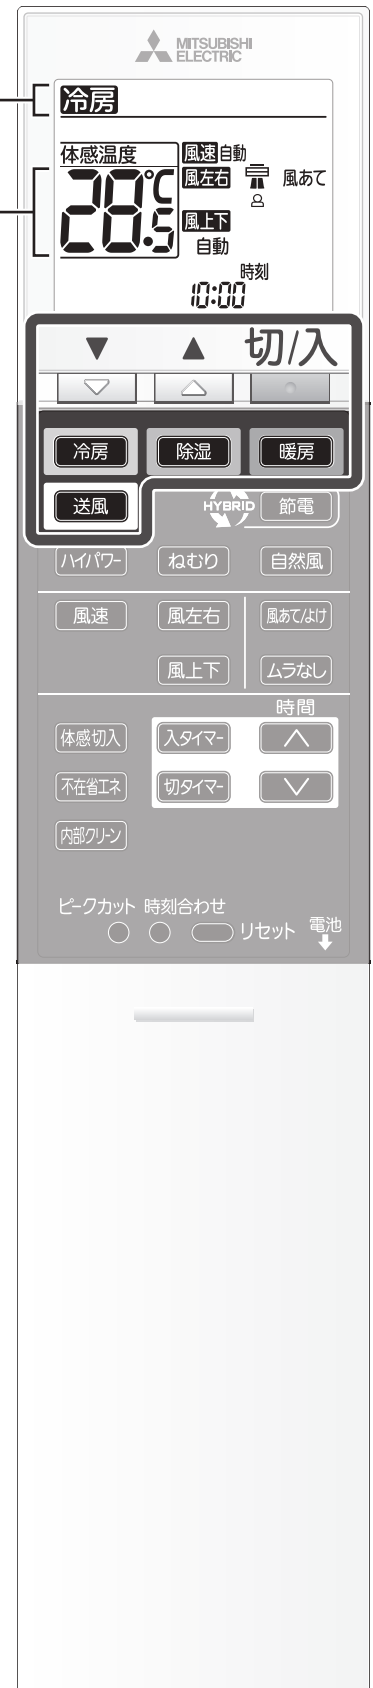 MITSUBISHI
ELECTRIC
冷房
体感温度
風速 自動
28.5℃
風左右 風あて
風上下
自動
時刻
10:00
▼ ▲ 切/入
冷房 除湿 暖房
送風 HYBRID 節電
ハイパワー ねむり 自然風
風速 風左右 風あて/よけ
風上下 ムラなし
時間
体感切入 入タイマー
不在省エネ 切タイマー
内部クリーン
ピークカット 時刻合わせ
リセット 電池